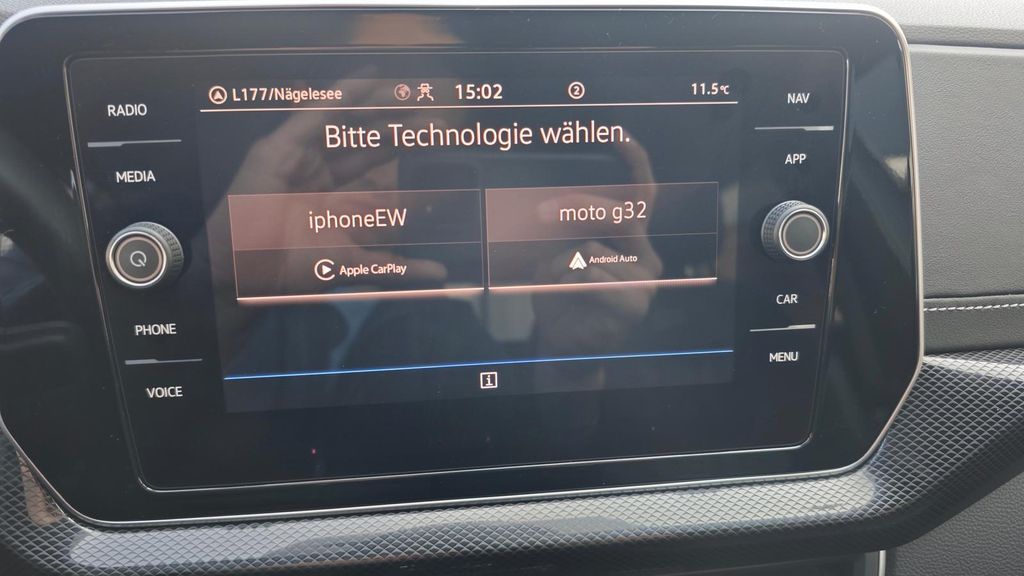 L177/Nägelesee 15:02 2 11.5°C
Bitte Technologie wählen.
RADIO
MEDIA
PHONE
VOICE
iphoneEW
Apple CarPlay
moto g32
Android Auto
i
NAV
APP
CAR
MENU